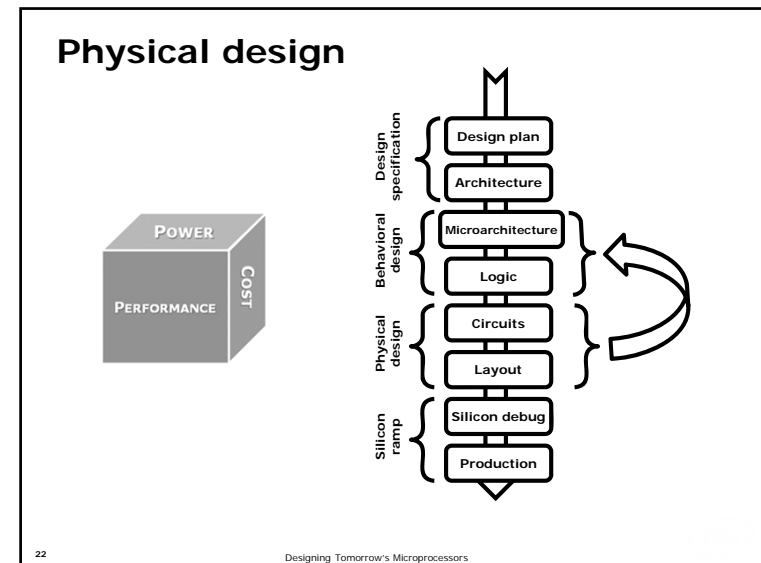 Physical design
POWER
PERFORMANCE
COST
Design
specification
Design plan
Architecture
Behavioral
design
Microarchitecture
Logic
Physical
design
Circuits
Layout
Silicon
ramp
Silicon debug
Production
22
Designing Tomorrow's Microprocessors